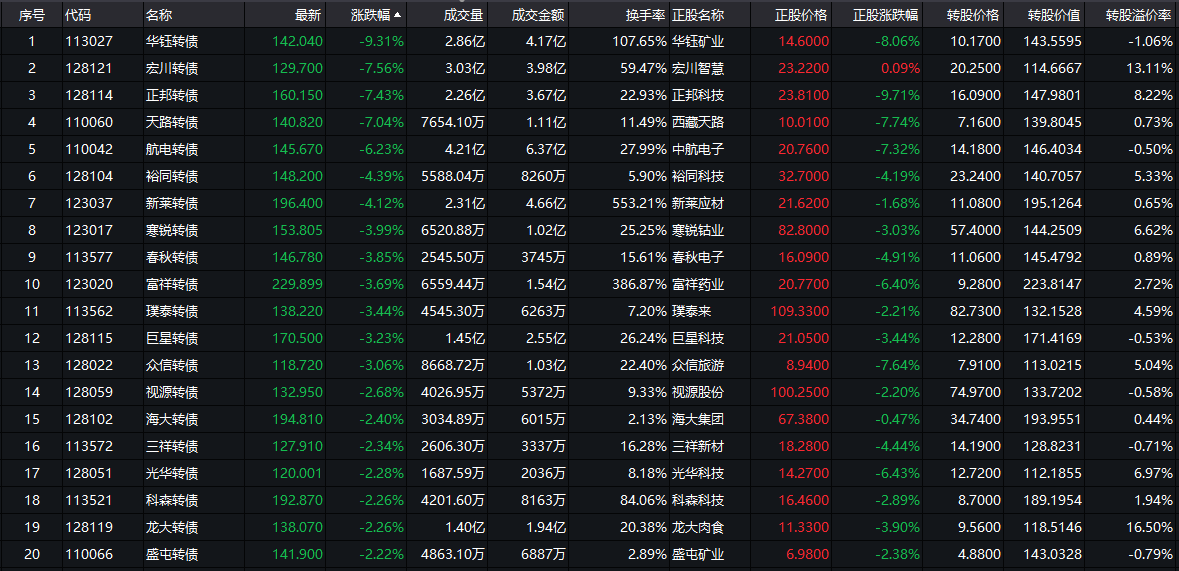 序号 代码 名称 最新 涨跌幅 成交量 成交金额 换手率 正股名称 正股价格 正股涨跌幅 转股价格 转股价值 转股溢价率
1 113027 华钰转债 142.040 -9.31% 2.86亿 4.17亿 107.65% 华钰矿业 14.6000 -8.06% 10.1700 143.5595 -1.06%
2 128121 宏川转债 129.700 -7.56% 3.03亿 3.98亿 59.47% 宏川智慧 23.2200 0.09% 20.2500 114.6667 13.11%
3 128114 正邦转债 160.150 -7.43% 2.26亿 3.67亿 22.93% 正邦科技 23.8100 -9.71% 16.0900 147.9801 8.22%
4 110060 天路转债 140.820 -7.04% 7654.10万 1.11亿 11.49% 西藏天路 10.0100 -7.74% 7.1600 139.8045 0.73%
5 110042 航电转债 145.670 -6.23% 4.21亿 6.37亿 27.99% 中航电子 20.7600 -7.32% 14.1800 146.4034 -0.50%
6 128104 裕同转债 148.200 -4.39% 5588.04万 8260万 5.90% 裕同科技 32.7000 -4.19% 23.2400 140.7057 5.33%
7 123037 新莱转债 196.400 -4.12% 2.31亿 4.66亿 553.21% 新莱应材 21.6200 -1.68% 11.0800 195.1264 0.65%
8 123017 寒锐转债 153.805 -3.99% 6520.88万 1.02亿 25.25% 寒锐钴业 82.8000 -3.03% 57.4000 144.2509 6.62%
9 113577 春秋转债 146.780 -3.85% 2545.50万 3745万 15.61% 春秋电子 16.0900 -4.91% 11.0600 145.4792 0.89%
10 123020 富祥转债 229.899 -3.69% 6559.44万 1.54亿 386.87% 富祥药业 20.7700 -6.40% 9.2800 223.8147 2.72%
11 113562 璞泰转债 138.220 -3.44% 4545.30万 6263万 7.20% 璞泰来 109.3300 -2.21% 82.7300 132.1528 4.59%
12 128115 巨星转债 170.500 -3.23% 1.45亿 2.55亿 26.24% 巨星科技 21.0500 -3.44% 12.2800 171.4169 -0.53%
13 128022 众信转债 118.720 -3.06% 8668.72万 1.03亿 22.40% 众信旅游 8.9400 -7.64% 7.9100 113.0215 5.04%
14 128059 视源转债 132.950 -2.68% 4026.95万 5372万 9.33% 视源股份 100.2500 -2.20% 74.9700 133.7202 -0.58%
15 128102 海大转债 194.810 -2.40% 3034.89万 6015万 2.13% 海大集团 67.3800 -0.47% 34.7400 193.9551 0.44%
16 113572 三祥转债 127.910 -2.34% 2606.30万 3337万 16.28% 三祥新材 18.2800 -4.44% 14.1900 128.8231 -0.71%
17 128051 光华转债 120.001 -2.28% 1687.59万 2036万 8.18% 光华科技 14.2700 -6.43% 12.7200 112.1855 6.97%
18 113521 科森转债 192.870 -2.26% 4201.60万 8163万 84.06% 科森科技 16.4600 -2.89% 8.7000 189.1954 1.94%
19 128119 龙大转债 138.070 -2.26% 1.40亿 1.94亿 20.38% 龙大肉食 11.3300 -3.90% 9.5600 118.5146 16.50%
20 110066 盛屯转债 141.900 -2.22% 4863.10万 6887万 2.89% 盛屯矿业 6.9800 -2.38% 4.8800 143.0328 -0.79%